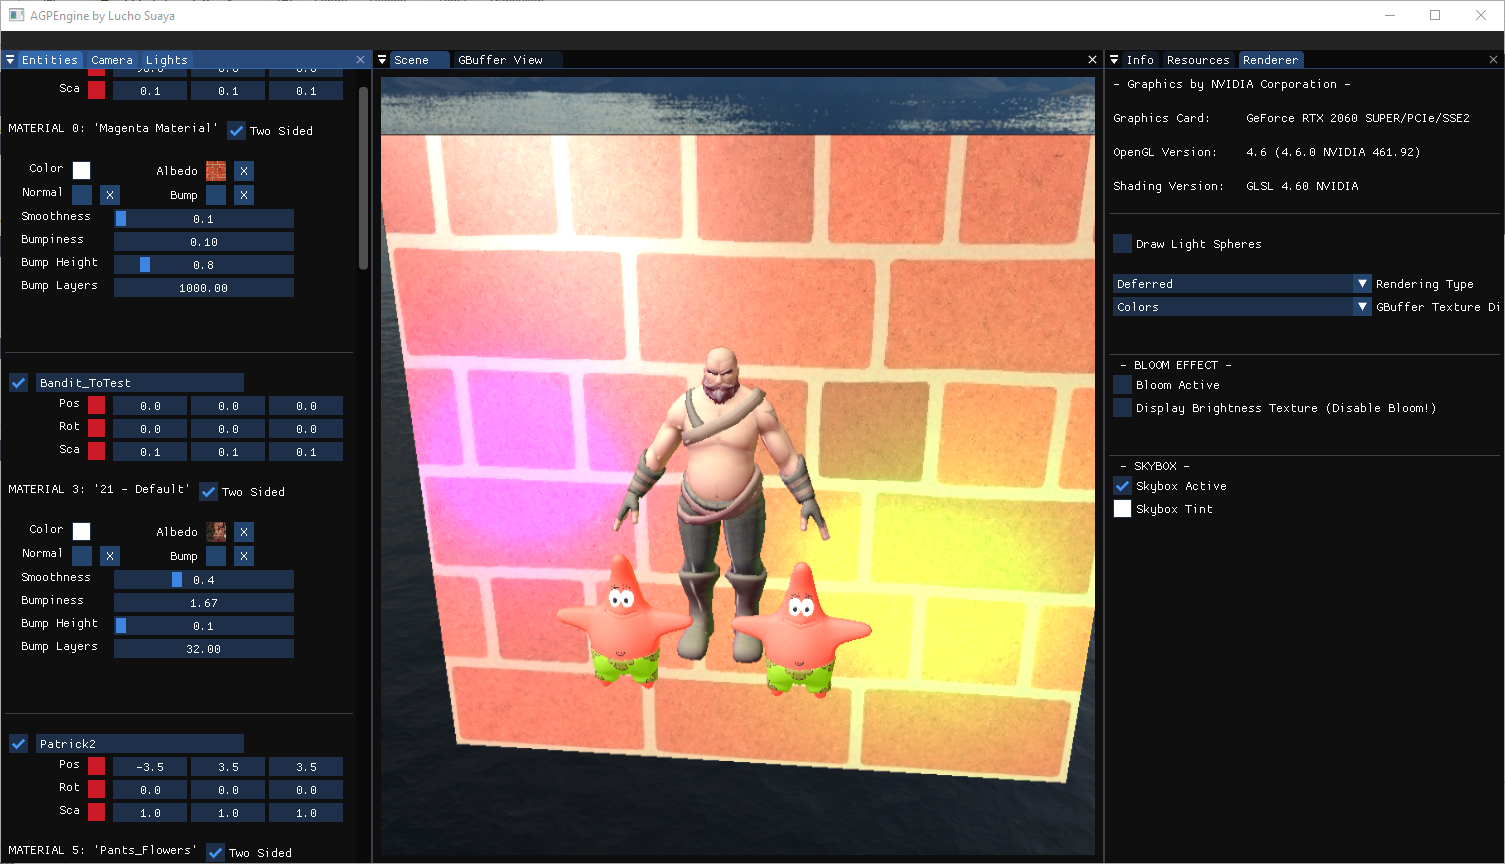 AGPEngine by Lucho Suaya
Entities Camera Lights
Sca 0.1 0.1 0.1
MATERIAL 0: 'Magenta Material' Two Sided
Color Albedo X
Normal X Bump X
Smoothness 0.1
Bumpiness 0.10
Bump Height 0.8
Bump Layers 1000.00
Bandit_ToTest
Pos 0.0 0.0 0.0
Rot 0.0 0.0 0.0
Sca 0.1 0.1 0.1
MATERIAL 3: '21 - Default' Two Sided
Color Albedo X
Normal X Bump X
Smoothness 0.4
Bumpiness 1.67
Bump Height 0.1
Bump Layers 32.00
Patrick2
Pos -3.5 3.5 3.5
Rot 0.0 0.0 0.0
Sca 1.0 1.0 1.0
MATERIAL 5: 'Pants_Flowers' Two Sided
Scene GBuffer View
Info Resources Renderer
- Graphics by NVIDIA Corporation -
Graphics Card: GeForce RTX 2060 SUPER/PCIe/SSE2
OpenGL Version: 4.6 (4.6.0 NVIDIA 461.92)
Shading Version: GLSL 4.60 NVIDIA
Draw Light Spheres
Deferred Rendering Type
Colors GBuffer Texture Di
- BLOOM EFFECT -
Bloom Active
Display Brightness Texture (Disable Bloom!)
- SKYBOX -
Skybox Active
Skybox Tint